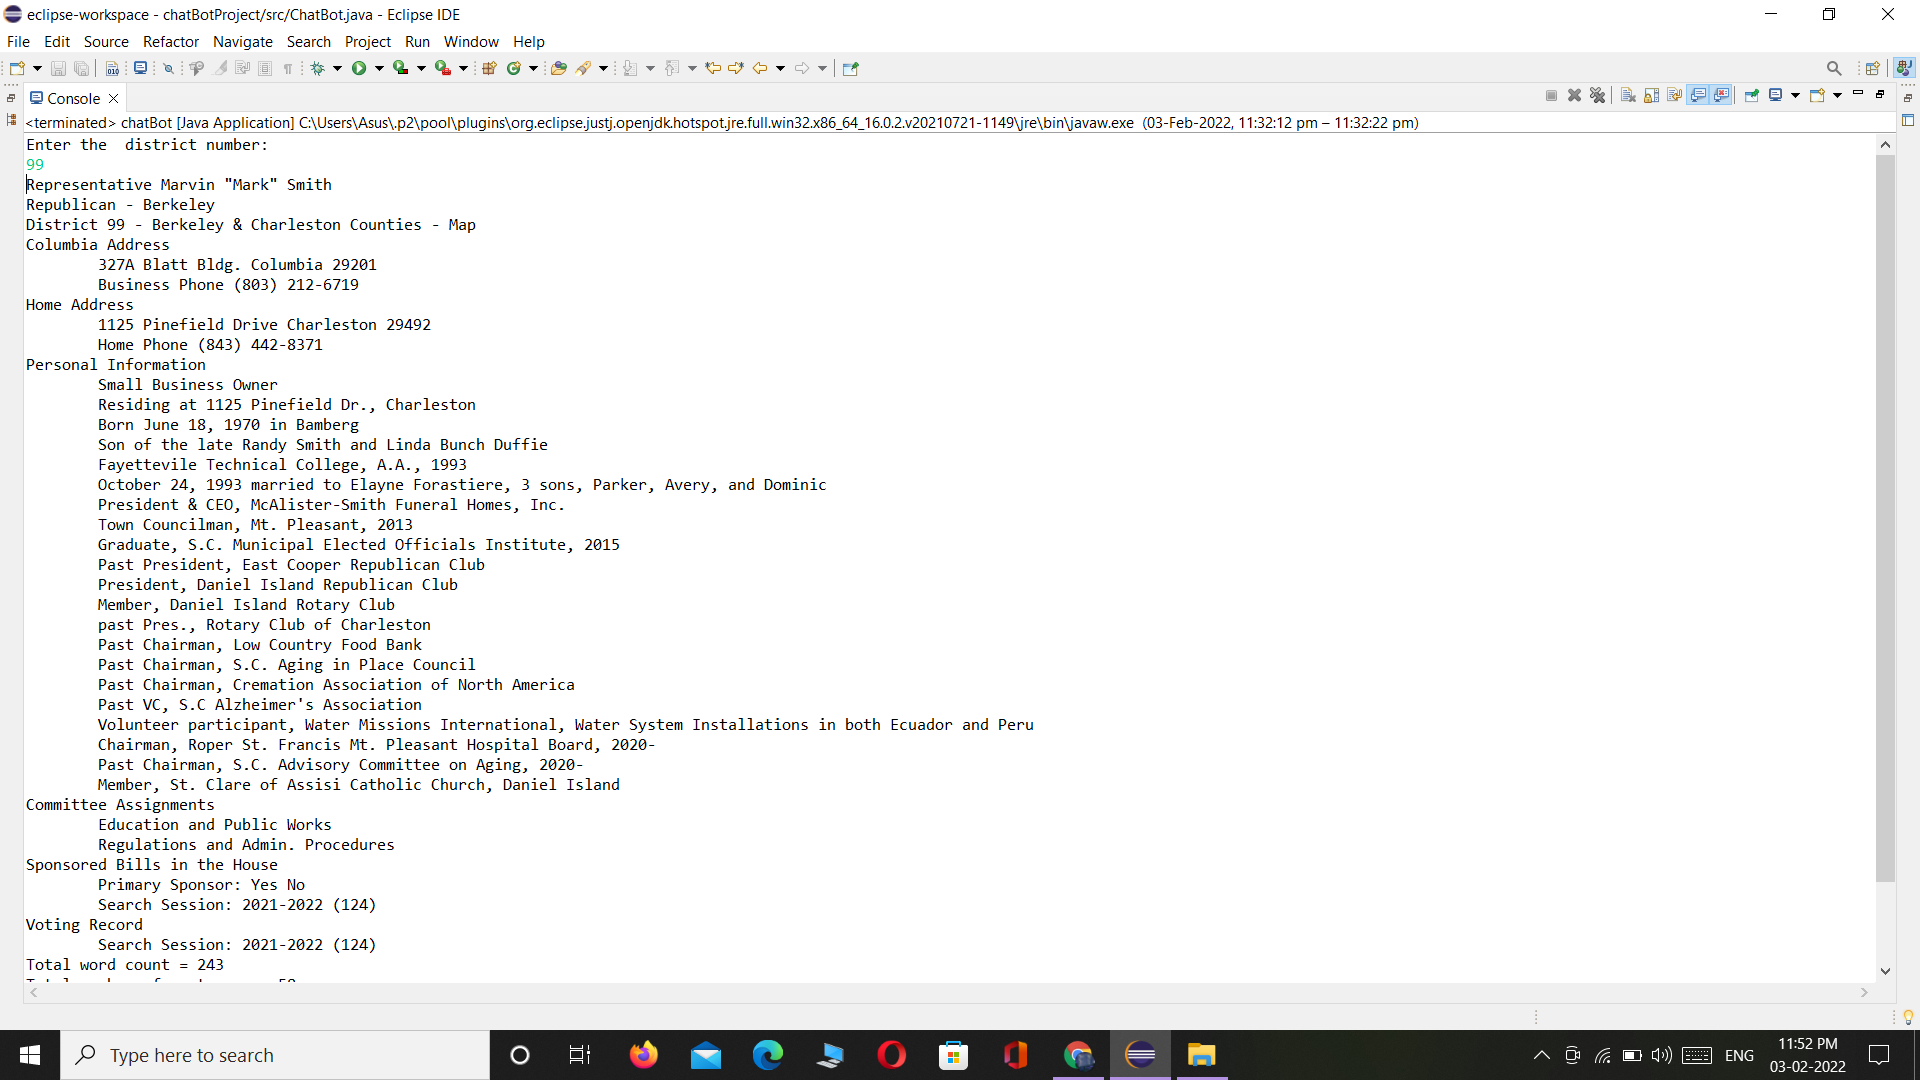 eclipse-workspace - chatBotProject/src/ChatBot.java - Eclipse IDE
File Edit Source Refactor Navigate Search Project Run Window Help
Console
<terminated> chatBot [Java Application] C:\Users\Asus\.p2\pool\plugins\org.eclipse.justj.openjdk.hotspot.jre.full.win32.x86_64_16.0.2.v20210721-1149\jre\bin\javaw.exe (03-Feb-2022, 11:32:12 pm – 11:32:22 pm)
Enter the  district number:
99
Representative Marvin "Mark" Smith
Republican - Berkeley
District 99 - Berkeley & Charleston Counties - Map
Columbia Address
327A Blatt Bldg. Columbia 29201
Business Phone (803) 212-6719
Home Address
1125 Pinefield Drive Charleston 29492
Home Phone (843) 442-8371
Personal Information
Small Business Owner
Residing at 1125 Pinefield Dr., Charleston
Born June 18, 1970 in Bamberg
Son of the late Randy Smith and Linda Bunch Duffie
Fayettevile Technical College, A.A., 1993
October 24, 1993 married to Elayne Forastiere, 3 sons, Parker, Avery, and Dominic
President & CEO, McAlister-Smith Funeral Homes, Inc.
Town Councilman, Mt. Pleasant, 2013
Graduate, S.C. Municipal Elected Officials Institute, 2015
Past President, East Cooper Republican Club
President, Daniel Island Republican Club
Member, Daniel Island Rotary Club
past Pres., Rotary Club of Charleston
Past Chairman, Low Country Food Bank
Past Chairman, S.C. Aging in Place Council
Past Chairman, Cremation Association of North America
Past VC, S.C Alzheimer's Association
Volunteer participant, Water Missions International, Water System Installations in both Ecuador and Peru
Chairman, Roper St. Francis Mt. Pleasant Hospital Board, 2020-
Past Chairman, S.C. Advisory Committee on Aging, 2020-
Member, St. Clare of Assisi Catholic Church, Daniel Island
Committee Assignments
Education and Public Works
Regulations and Admin. Procedures
Sponsored Bills in the House
Primary Sponsor: Yes No
Search Session: 2021-2022 (124)
Voting Record
Search Session: 2021-2022 (124)
Total word count = 243
Type here to search
ENG
11:52 PM
03-02-2022